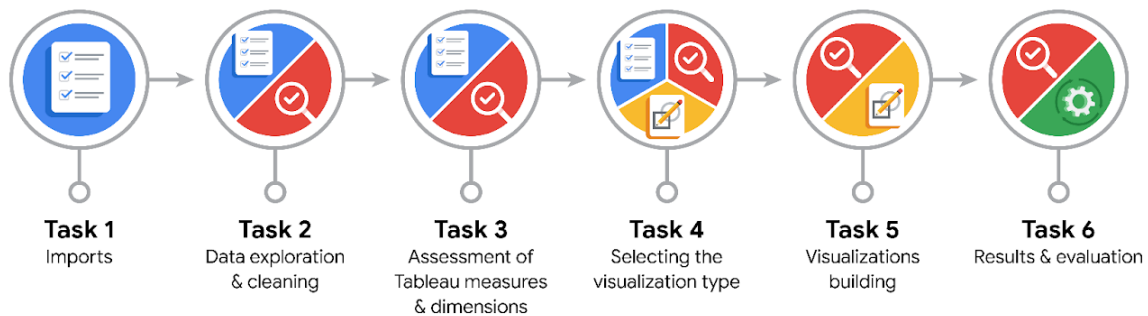 Task 1
Imports
Task 2
Data exploration
& cleaning
Task 3
Assessment of
Tableau measures
& dimensions
Task 4
Selecting the
visualization type
Task 5
Visualizations
building
Task 6
Results & evaluation